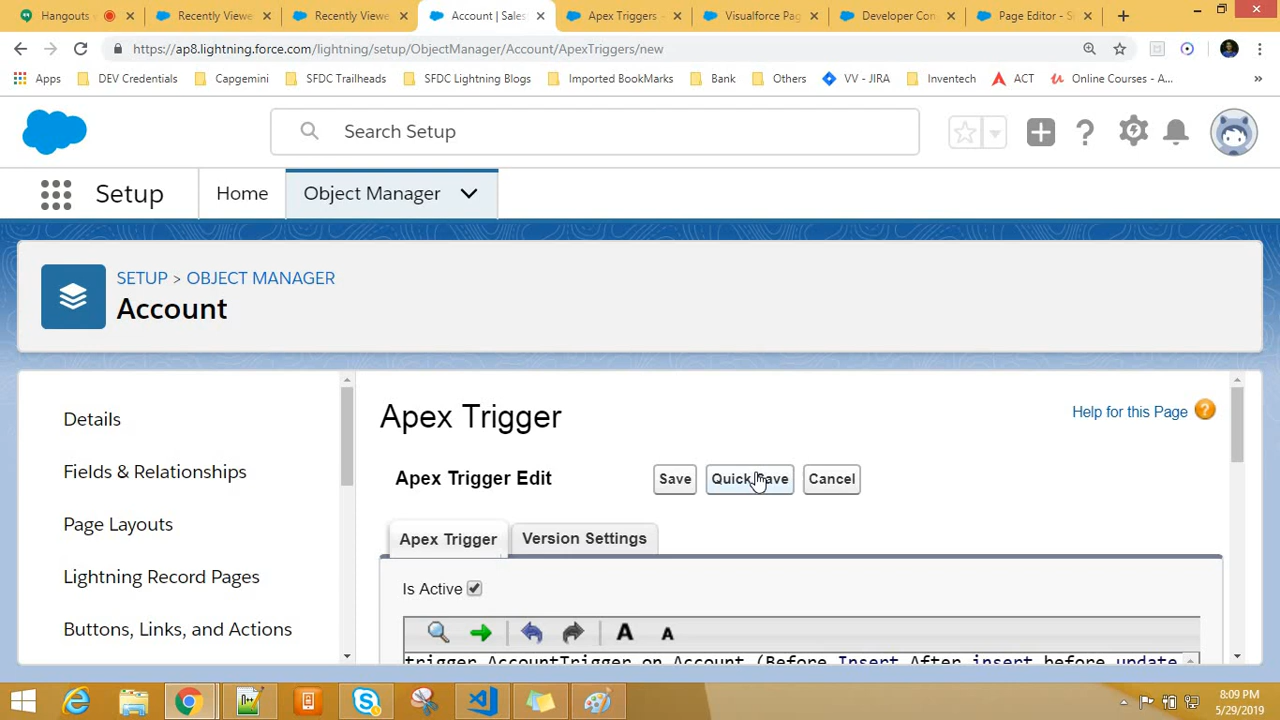 Hangouts
Recently Viewe
Recently Viewe
Account | Sales
Apex Triggers -
Visualforce Pag
Developer Con
Page Editor - S
https://ap8.lightning.force.com/lightning/setup/ObjectManager/Account/ApexTriggers/new
Apps
DEV Credentials
Capgemini
SFDC Trailheads
SFDC Lightning Blogs
Imported BookMarks
Bank
Others
VV - JIRA
Inventech
ACT
Online Courses - A...
Search Setup
Setup
Home
Object Manager
SETUP > OBJECT MANAGER
Account
Details
Fields & Relationships
Page Layouts
Lightning Record Pages
Buttons, Links, and Actions
Apex Trigger
Help for this Page
Apex Trigger Edit
Save
Quick Save
Cancel
Apex Trigger
Version Settings
Is Active
A A
trigger AccountTrigger on Account (Before Insert,After insert,before update,
8:09 PM
5/29/2019